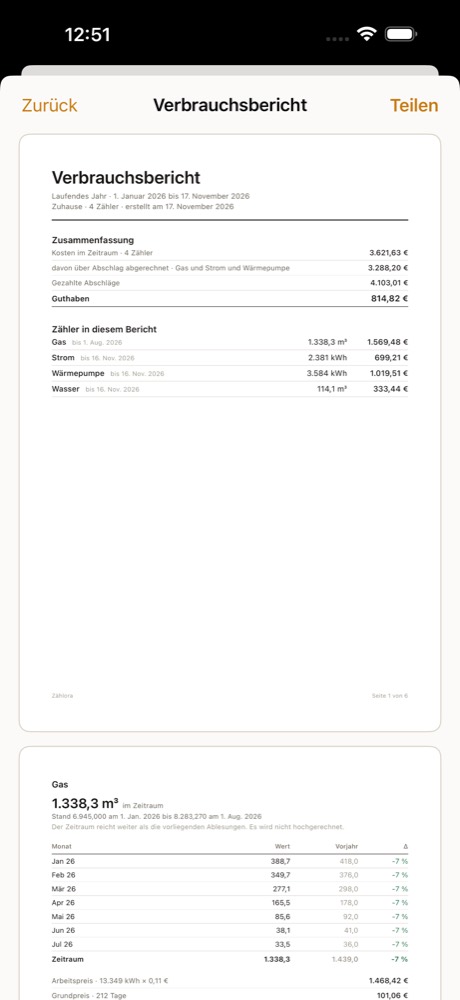 12:51
Zurück Verbrauchsbericht Teilen
Verbrauchsbericht
Laufendes Jahr · 1. Januar 2026 bis 17. November 2026
Zuhause · 4 Zähler · erstellt am 17. November 2026
Zusammenfassung
Kosten im Zeitraum · 4 Zähler 3.621,63 €
davon über Abschlag abgerechnet · Gas und Strom und Wärmepumpe 3.288,20 €
Gezahlte Abschläge 4.103,01 €
Guthaben 814,82 €
Zähler in diesem Bericht
Gas bis 1. Aug. 2026 1.338,3 m³ 1.569,48 €
Strom bis 16. Nov. 2026 2.381 kWh 699,21 €
Wärmepumpe bis 16. Nov. 2026 3.584 kWh 1.019,51 €
Wasser bis 16. Nov. 2026 114,1 m³ 333,44 €
Zählora Seite 1 von 6
Gas
1.338,3 m³ im Zeitraum
Stand 6.945,000 am 1. Jan. 2026 bis 8.283,270 am 1. Aug. 2026
Der Zeitraum reicht weiter als die vorliegenden Ablesungen. Es wird nicht hochgerechnet.
Monat Wert Vorjahr Δ
Jan 26 388,7 418,0 -7 %
Feb 26 349,7 376,0 -7 %
Mär 26 277,1 298,0 -7 %
Apr 26 165,5 178,0 -7 %
Mai 26 85,6 92,0 -7 %
Jun 26 38,1 41,0 -7 %
Jul 26 33,5 36,0 -7 %
Zeitraum 1.338,3 1.439,0 -7 %
Arbeitspreis · 13.349 kWh × 0,11 € 1.468,42 €
Grundpreis · 212 Tage 101,06 €